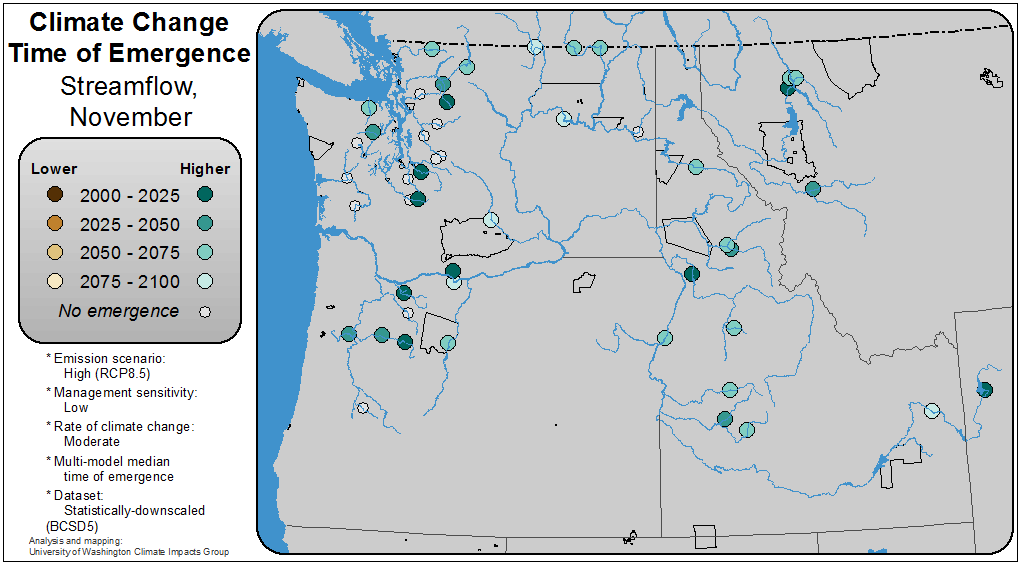 Climate Change
Time of Emergence
Streamflow,
November
Lower Higher
2000 - 2025
2025 - 2050
2050 - 2075
2075 - 2100
No emergence
* Emission scenario:
High (RCP8.5)
* Management sensitivity:
Low
* Rate of climate change:
Moderate
* Multi-model median
time of emergence
* Dataset:
Statistically-downscaled
(BCSD5)
Analysis and mapping:
University of Washington Climate Impacts Group